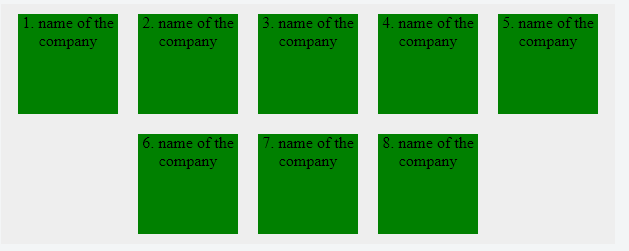 1. name of the
company
2. name of the
company
3. name of the
company
4. name of the
company
5. name of the
company
6. name of the
company
7. name of the
company
8. name of the
company